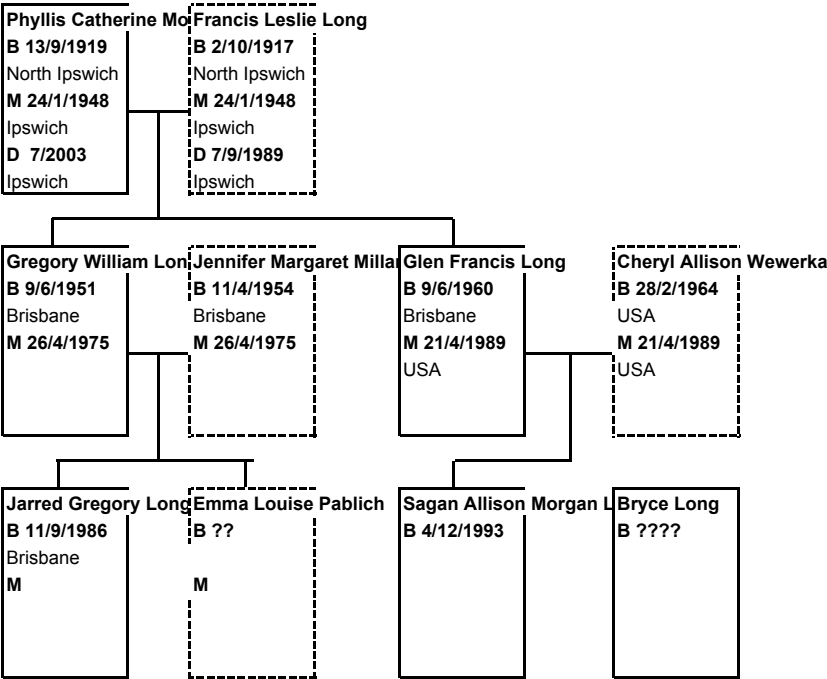 Phyllis Catherine Mo
B 13/9/1919
North Ipswich
M 24/1/1948
Ipswich
D 7/2003
Ipswich
Francis Leslie Long
B 2/10/1917
North Ipswich
M 24/1/1948
Ipswich
D 7/9/1989
Ipswich
Gregory William Lon
B 9/6/1951
Brisbane
M 26/4/1975
Jennifer Margaret Millar
B 11/4/1954
Brisbane
M 26/4/1975
Glen Francis Long
B 9/6/1960
Brisbane
M 21/4/1989
USA
Cheryl Allison Wewerka
B 28/2/1964
USA
M 21/4/1989
USA
Jarred Gregory Long
B 11/9/1986
Brisbane
M
Emma Louise Pablich
B ??
M
Sagan Allison Morgan L
B 4/12/1993
Bryce Long
B ????